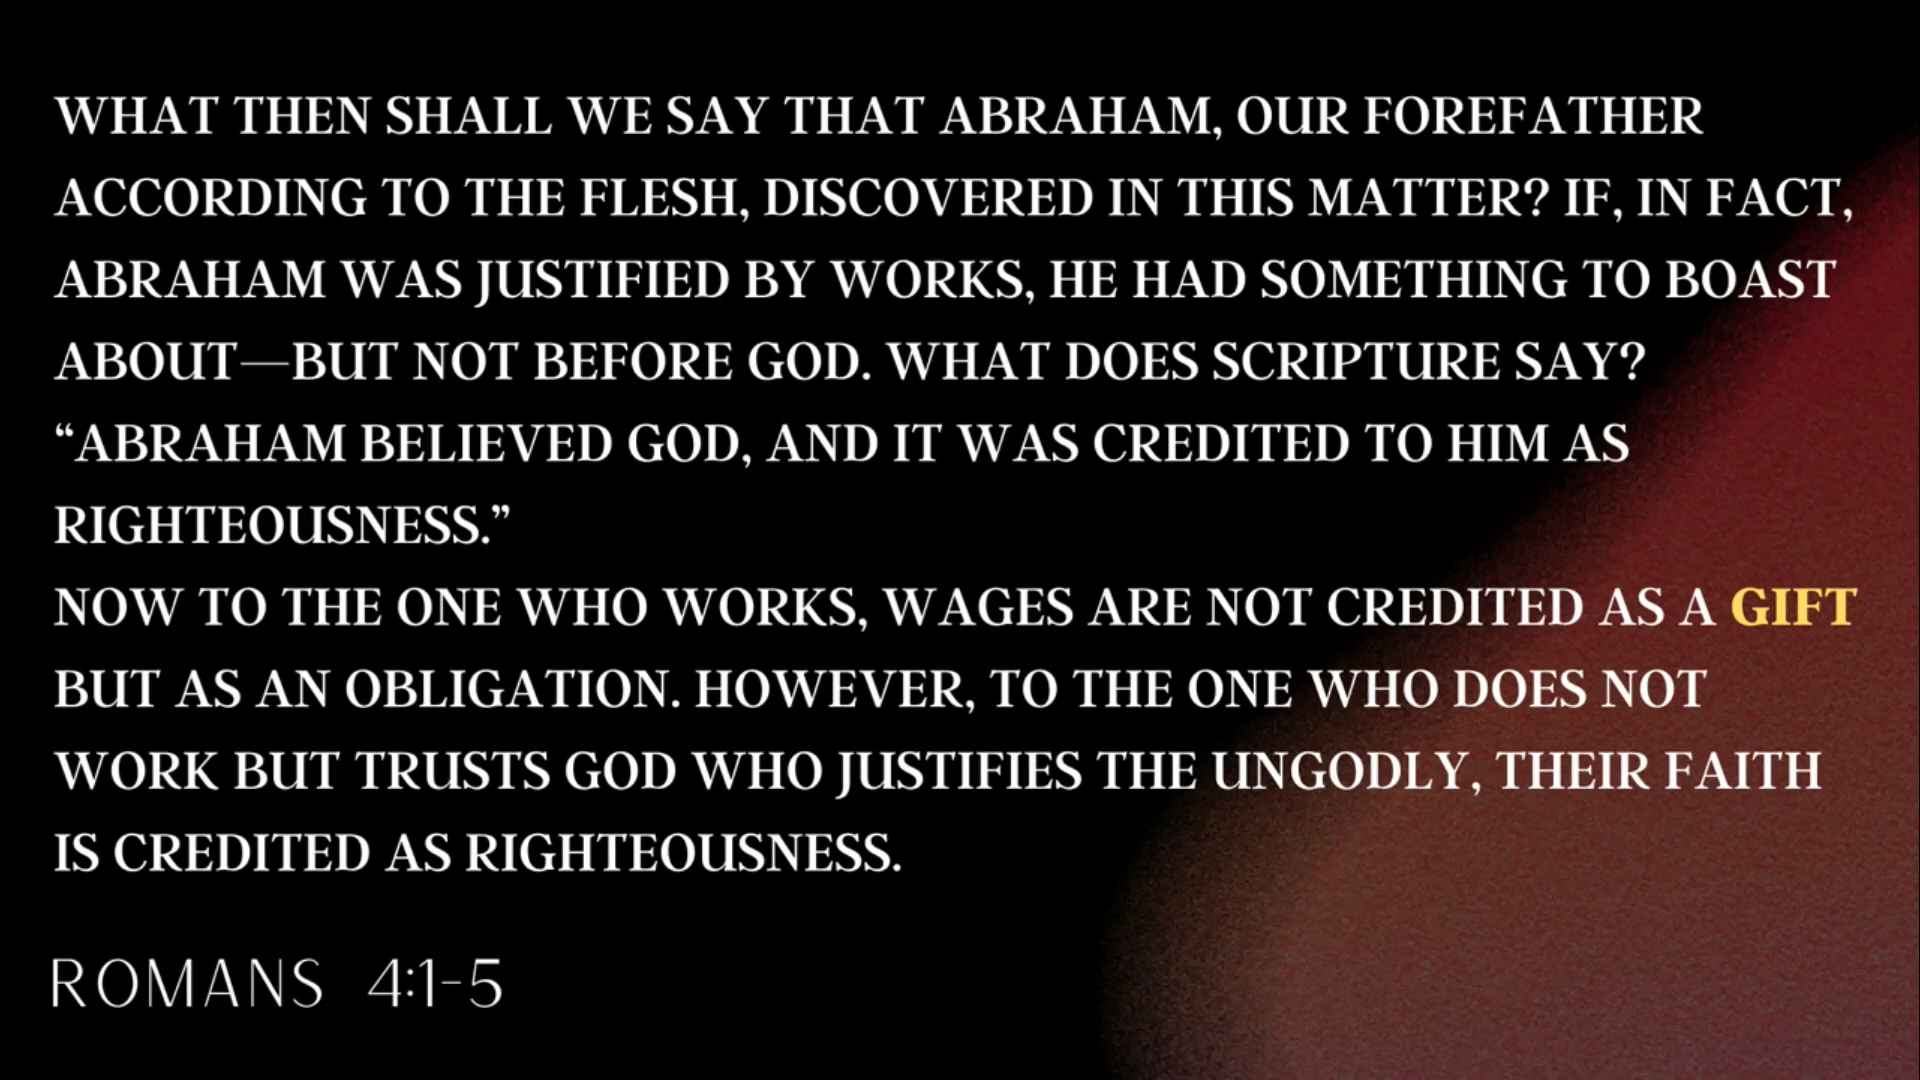 WHAT THEN SHALL WE SAY THAT ABRAHAM, OUR FOREFATHER
ACCORDING TO THE FLESH, DISCOVERED IN THIS MATTER? IF, IN FACT,
ABRAHAM WAS JUSTIFIED BY WORKS, HE HAD SOMETHING TO BOAST
ABOUT—BUT NOT BEFORE GOD. WHAT DOES SCRIPTURE SAY?
“ABRAHAM BELIEVED GOD, AND IT WAS CREDITED TO HIM AS
RIGHTEOUSNESS.”
NOW TO THE ONE WHO WORKS, WAGES ARE NOT CREDITED AS A GIFT
BUT AS AN OBLIGATION. HOWEVER, TO THE ONE WHO DOES NOT
WORK BUT TRUSTS GOD WHO JUSTIFIES THE UNGODLY, THEIR FAITH
IS CREDITED AS RIGHTEOUSNESS.
ROMANS 4:1-5